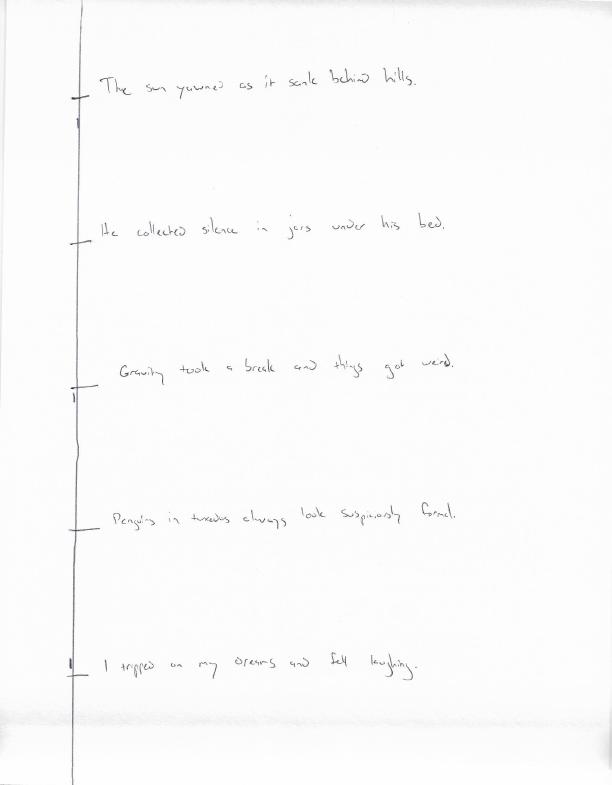 The sun yawned as it sank behind hills.
He collected silence in jars under his bed.
Gravity took a break and things got weird.
Penguins in tuxedos always look suspiciously formal.
I tripped on my dreams and fell laughing.